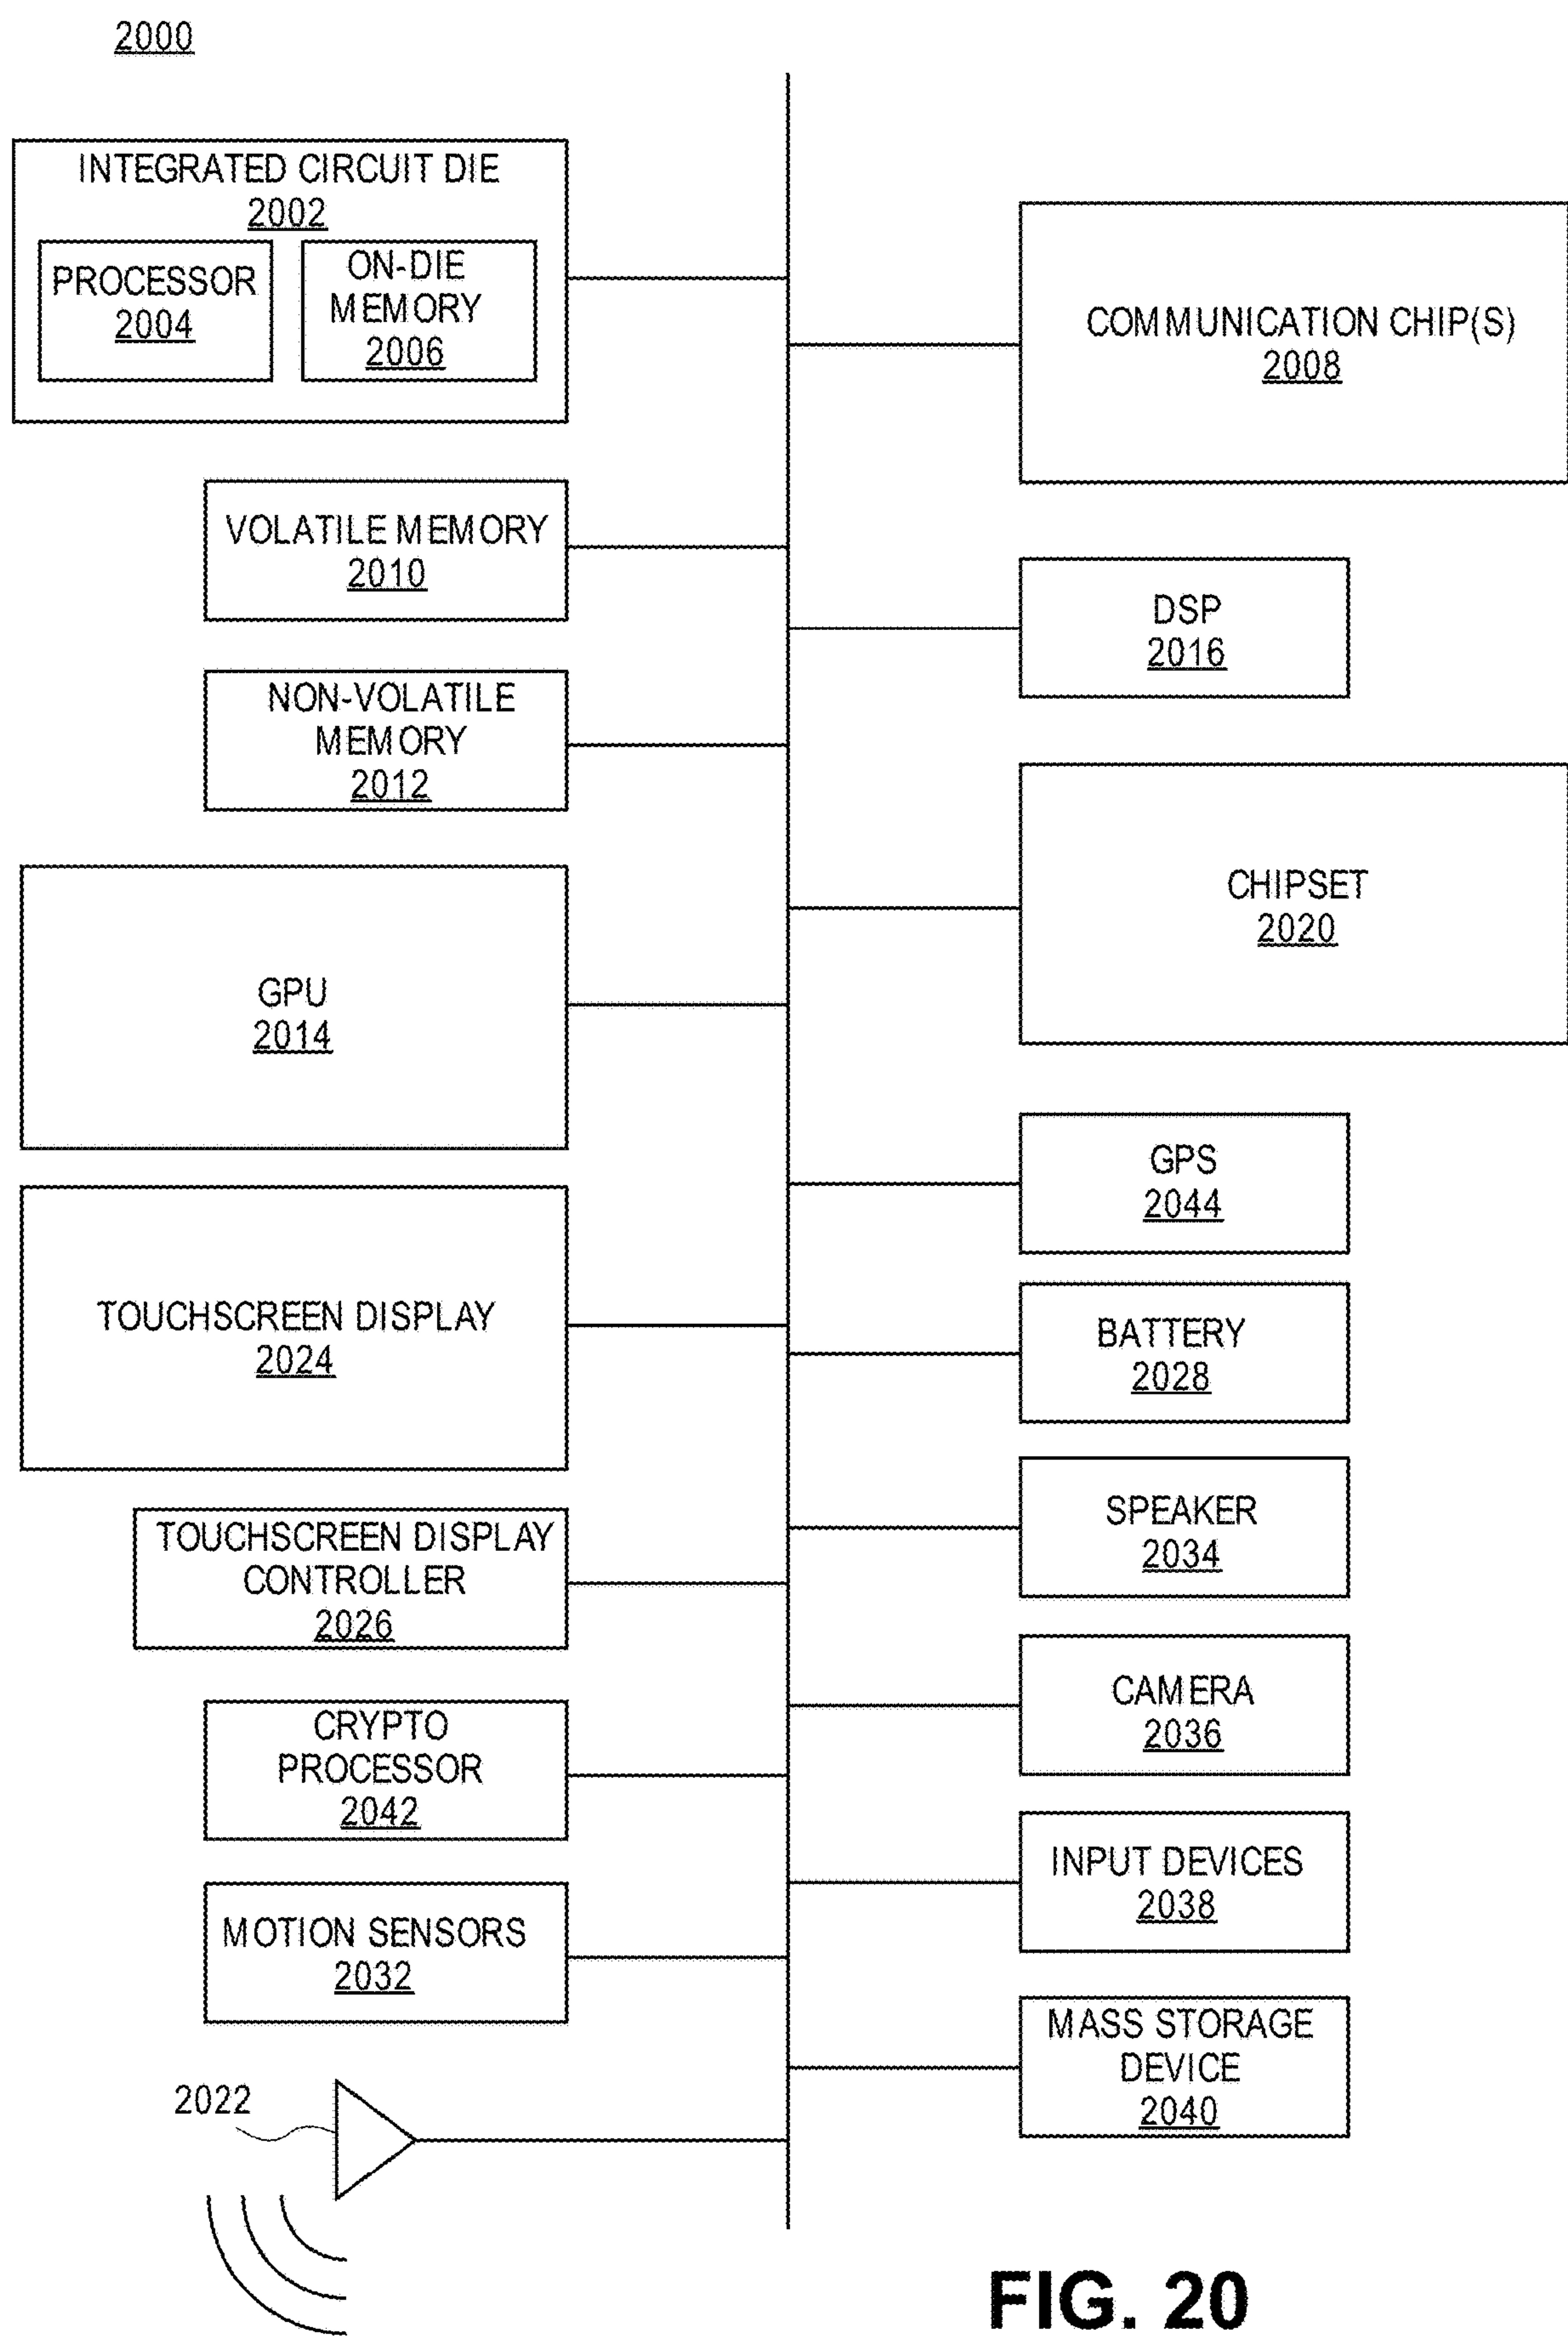 2000
INTEGRATED CIRCUIT DIE
2002
PROCESSOR
2004
ON-DIE
MEMORY
2006
COMMUNICATION CHIP(S)
2008
VOLATILE MEMORY
2010
DSP
2016
NON-VOLATILE
MEMORY
2012
CHIPSET
2020
GPU
2014
GPS
2044
TOUCHSCREEN DISPLAY
2024
BATTERY
2028
SPEAKER
2034
TOUCHSCREEN DISPLAY
CONTROLLER
2026
CAMERA
2036
CRYPTO
PROCESSOR
2042
INPUT DEVICES
2038
MOTION SENSORS
2032
MASS STORAGE
DEVICE
2040
2022
FIG. 20